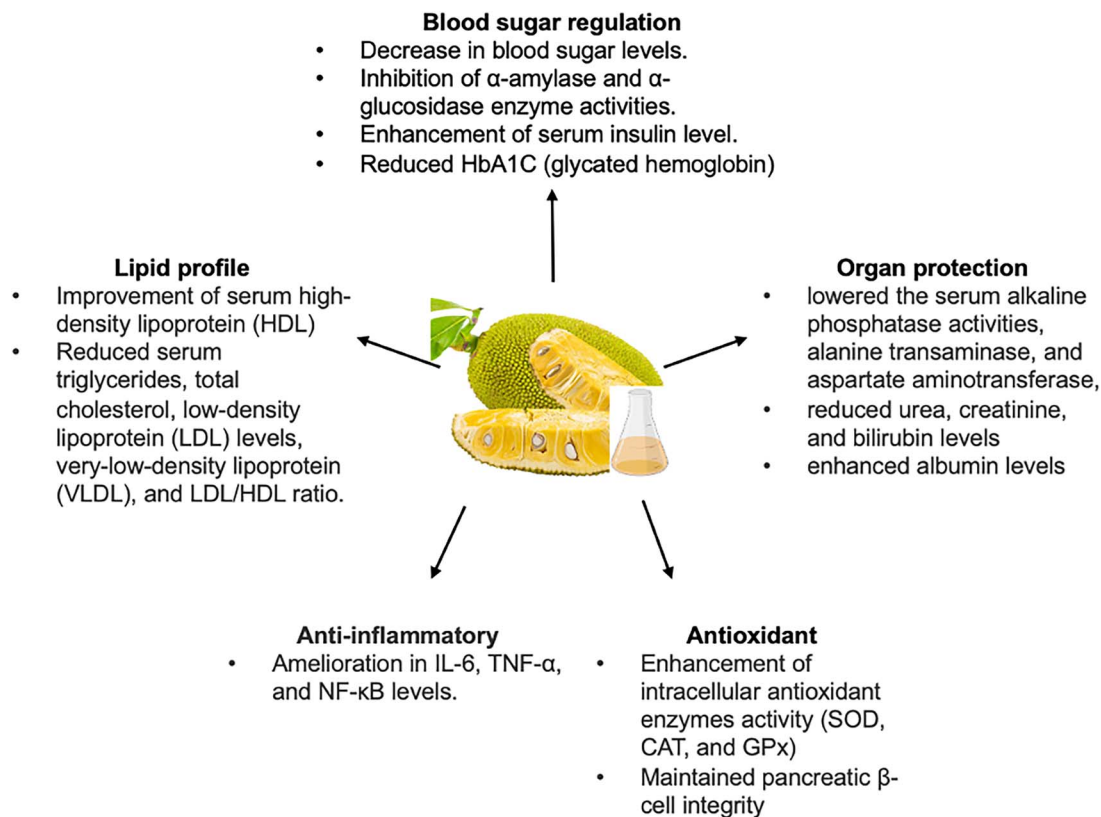 Blood sugar regulation
• Decrease in blood sugar levels.
• Inhibition of α-amylase and α-
glucosidase enzyme activities.
• Enhancement of serum insulin level.
• Reduced HbA1C (glycated hemoglobin)
Lipid profile
• Improvement of serum high-
density lipoprotein (HDL)
• Reduced serum
triglycerides, total
cholesterol, low-density
lipoprotein (LDL) levels,
very-low-density lipoprotein
(VLDL), and LDL/HDL ratio.
Organ protection
• lowered the serum alkaline
phosphatase activities,
alanine transaminase, and
aspartate aminotransferase,
• reduced urea, creatinine,
and bilirubin levels
• enhanced albumin levels
Anti-inflammatory
• Amelioration in IL-6, TNF-α,
and NF-κB levels.
Antioxidant
• Enhancement of
intracellular antioxidant
enzymes activity (SOD,
CAT, and GPx)
• Maintained pancreatic β-
cell integrity